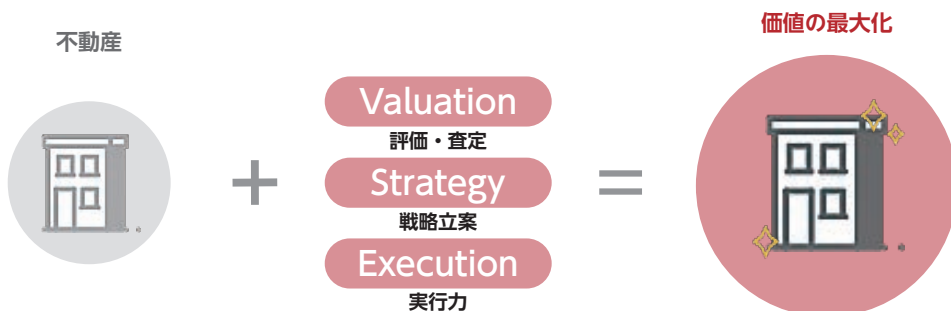 不動産
+
Valuation
評価・査定
Strategy
戦略立案
Execution
実行力
=
価値の最大化